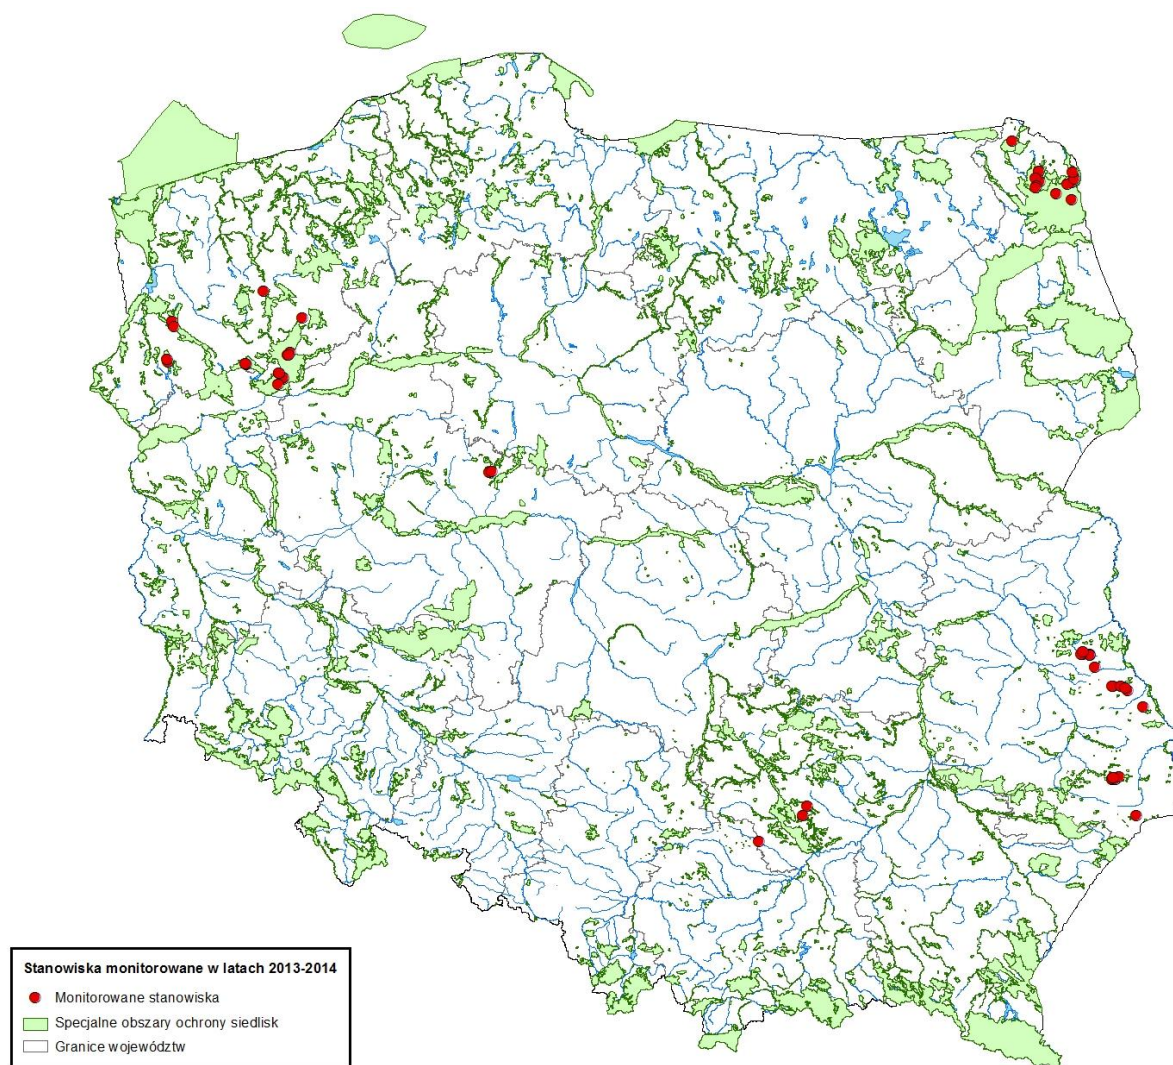 Stanowiska monitorowane w latach 2013-2014
Monitorowane stanowiska
Specjalne obszary ochrony siedlisk
Granice województw